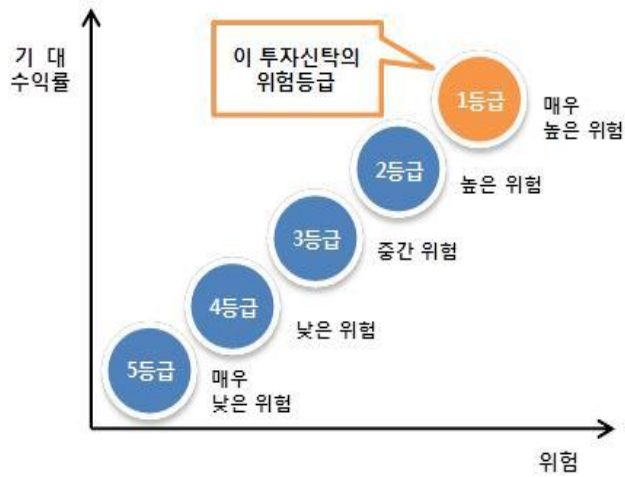 기 대
수익률
이 투자신탁의
위험등급
1등급
매우
높은 위험
2등급
높은 위험
3등급
중간 위험
4등급
낮은 위험
5등급
매우
낮은 위험
위험